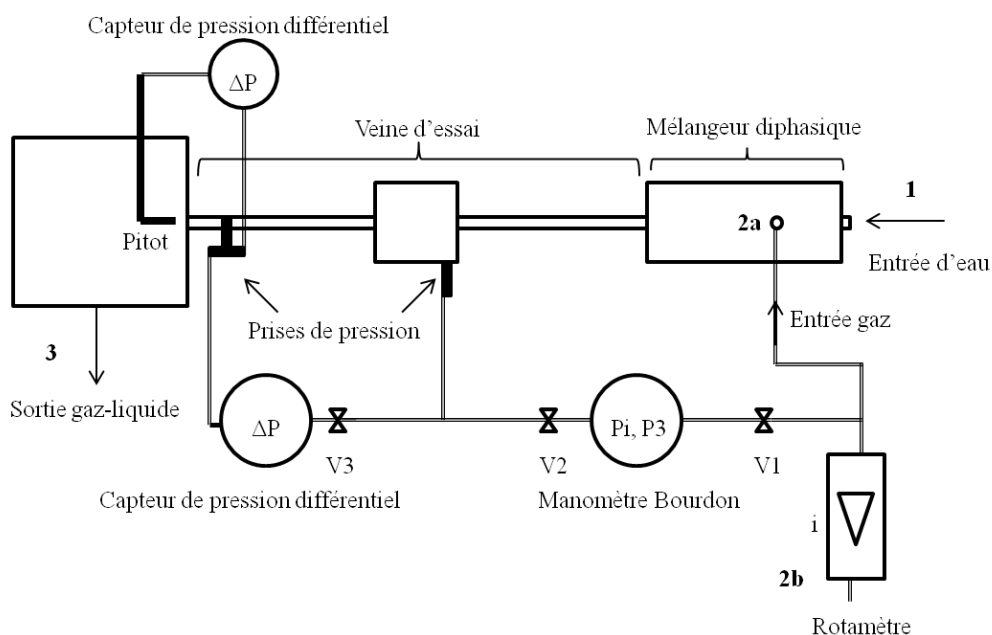 Capteur de pression différentiel
ΔP
Veine d'essai
Mélangeur diphasique
1
2a
Pitot
Entrée d'eau
Prises de pression
Entrée gaz
3
Sortie gaz-liquide
ΔP
Pi, P3
V3
V2
V1
Capteur de pression différentiel
Manomètre Bourdon
i
2b
Rotamètre